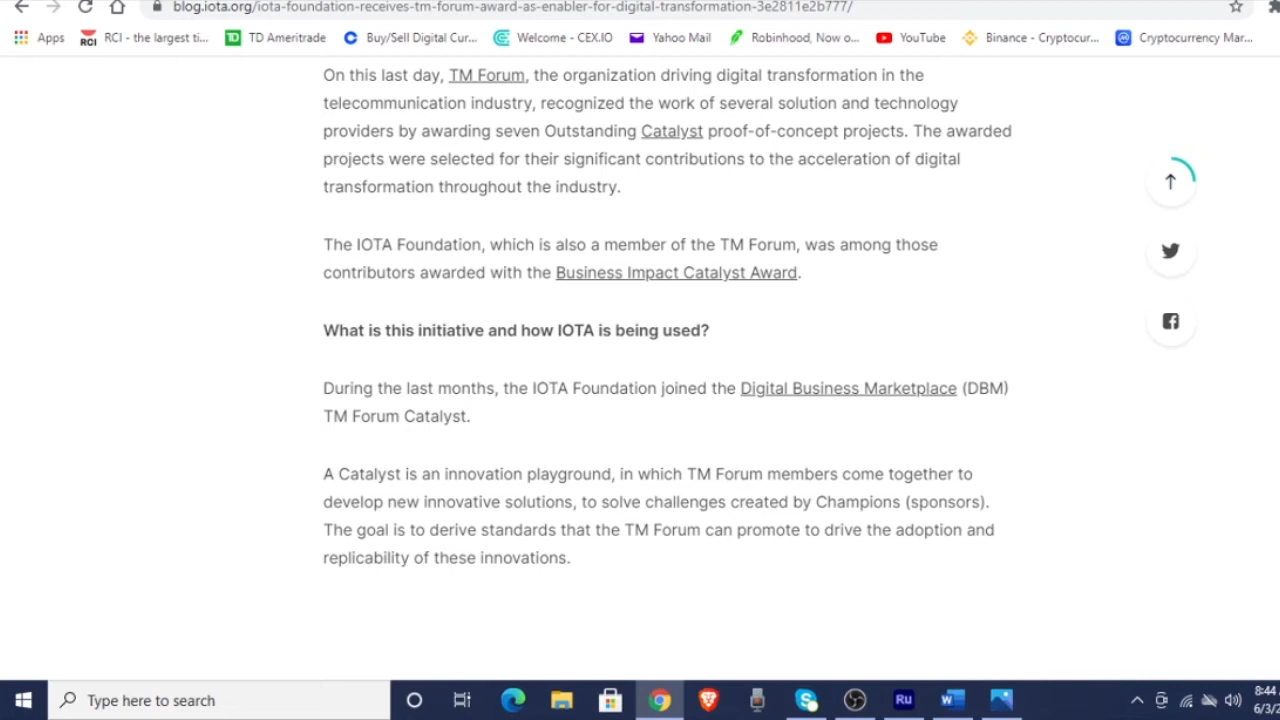 blog.iota.org/iota-foundation-receives-tm-forum-award-as-enabler-for-digital-transformation-3e2811e2b777/
Apps RCI RCI - the largest ti... TD TD Ameritrade Buy/Sell Digital Cur... Welcome - CEX.IO Yahoo Mail Robinhood, Now o... YouTube Binance - Cryptocur... Cryptocurrency Mar...
On this last day, TM Forum, the organization driving digital transformation in the
telecommunication industry, recognized the work of several solution and technology
providers by awarding seven Outstanding Catalyst proof-of-concept projects. The awarded
projects were selected for their significant contributions to the acceleration of digital
transformation throughout the industry.
The IOTA Foundation, which is also a member of the TM Forum, was among those
contributors awarded with the Business Impact Catalyst Award.
What is this initiative and how IOTA is being used?
During the last months, the IOTA Foundation joined the Digital Business Marketplace (DBM)
TM Forum Catalyst.
A Catalyst is an innovation playground, in which TM Forum members come together to
develop new innovative solutions, to solve challenges created by Champions (sponsors).
The goal is to derive standards that the TM Forum can promote to drive the adoption and
replicability of these innovations.
Type here to search Ru W 8:44
6/3/2